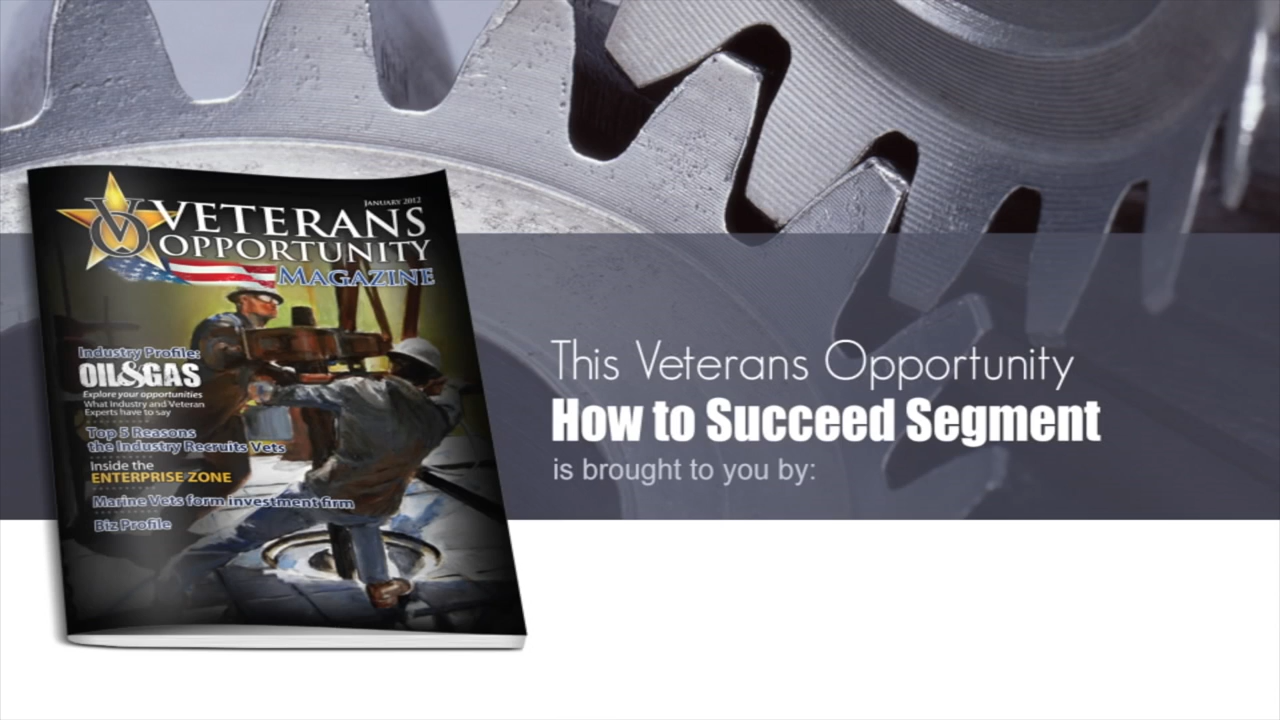 JANUARY 2012
VETERANS
OPPORTUNITY
MAGAZINE
Industry Profile:
OIL&GAS
Explore your opportunities
What Industry and Veteran
Experts have to say
Top 5 Reasons
the Industry Recruits Vets
Inside the
ENTERPRISE ZONE
Marine Vets form investment firm
Biz Profile
This Veterans Opportunity
How to Succeed Segment
is brought to you by: